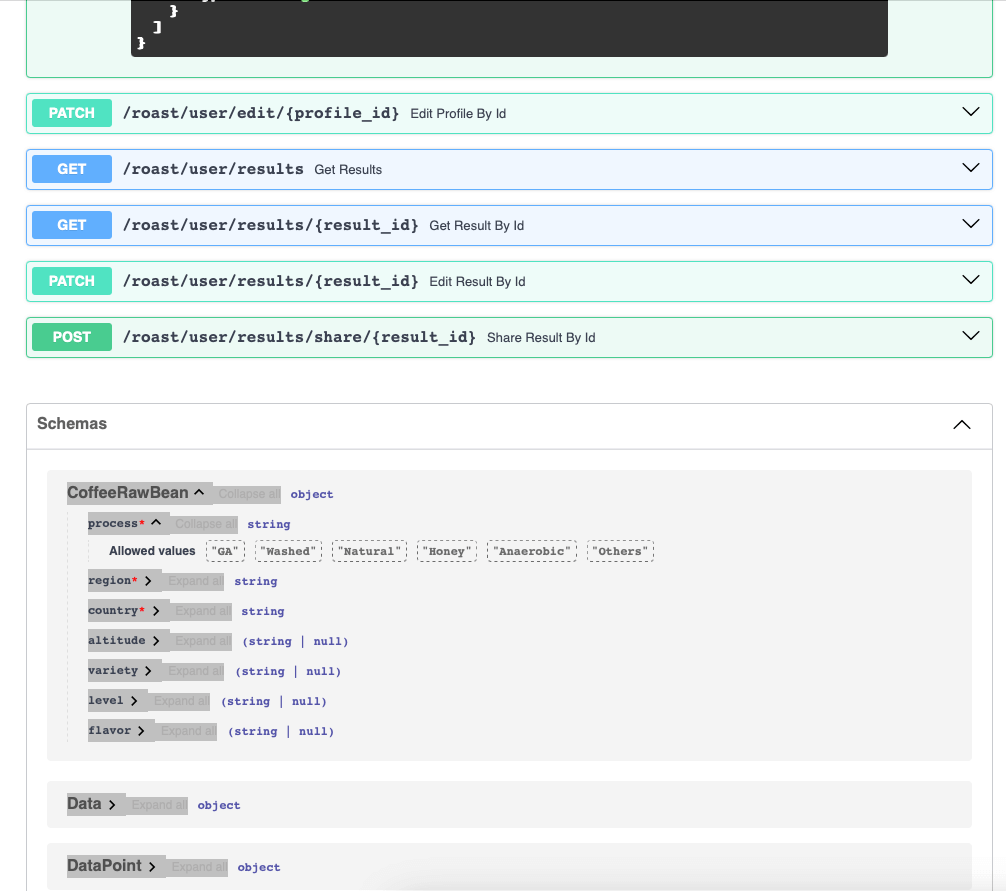 }
]
}
PATCH /roast/user/edit/{profile_id} Edit Profile By Id
GET /roast/user/results Get Results
GET /roast/user/results/{result_id} Get Result By Id
PATCH /roast/user/results/{result_id} Edit Result By Id
POST /roast/user/results/share/{result_id} Share Result By Id
Schemas
CoffeeRawBean Collapse all object
process* Collapse all string
Allowed values "GA" "Washed" "Natural" "Honey" "Anaerobic" "Others"
region* Expand all string
country* Expand all string
altitude Expand all (string | null)
variety Expand all (string | null)
level Expand all (string | null)
flavor Expand all (string | null)
Data Expand all object
DataPoint Expand all object